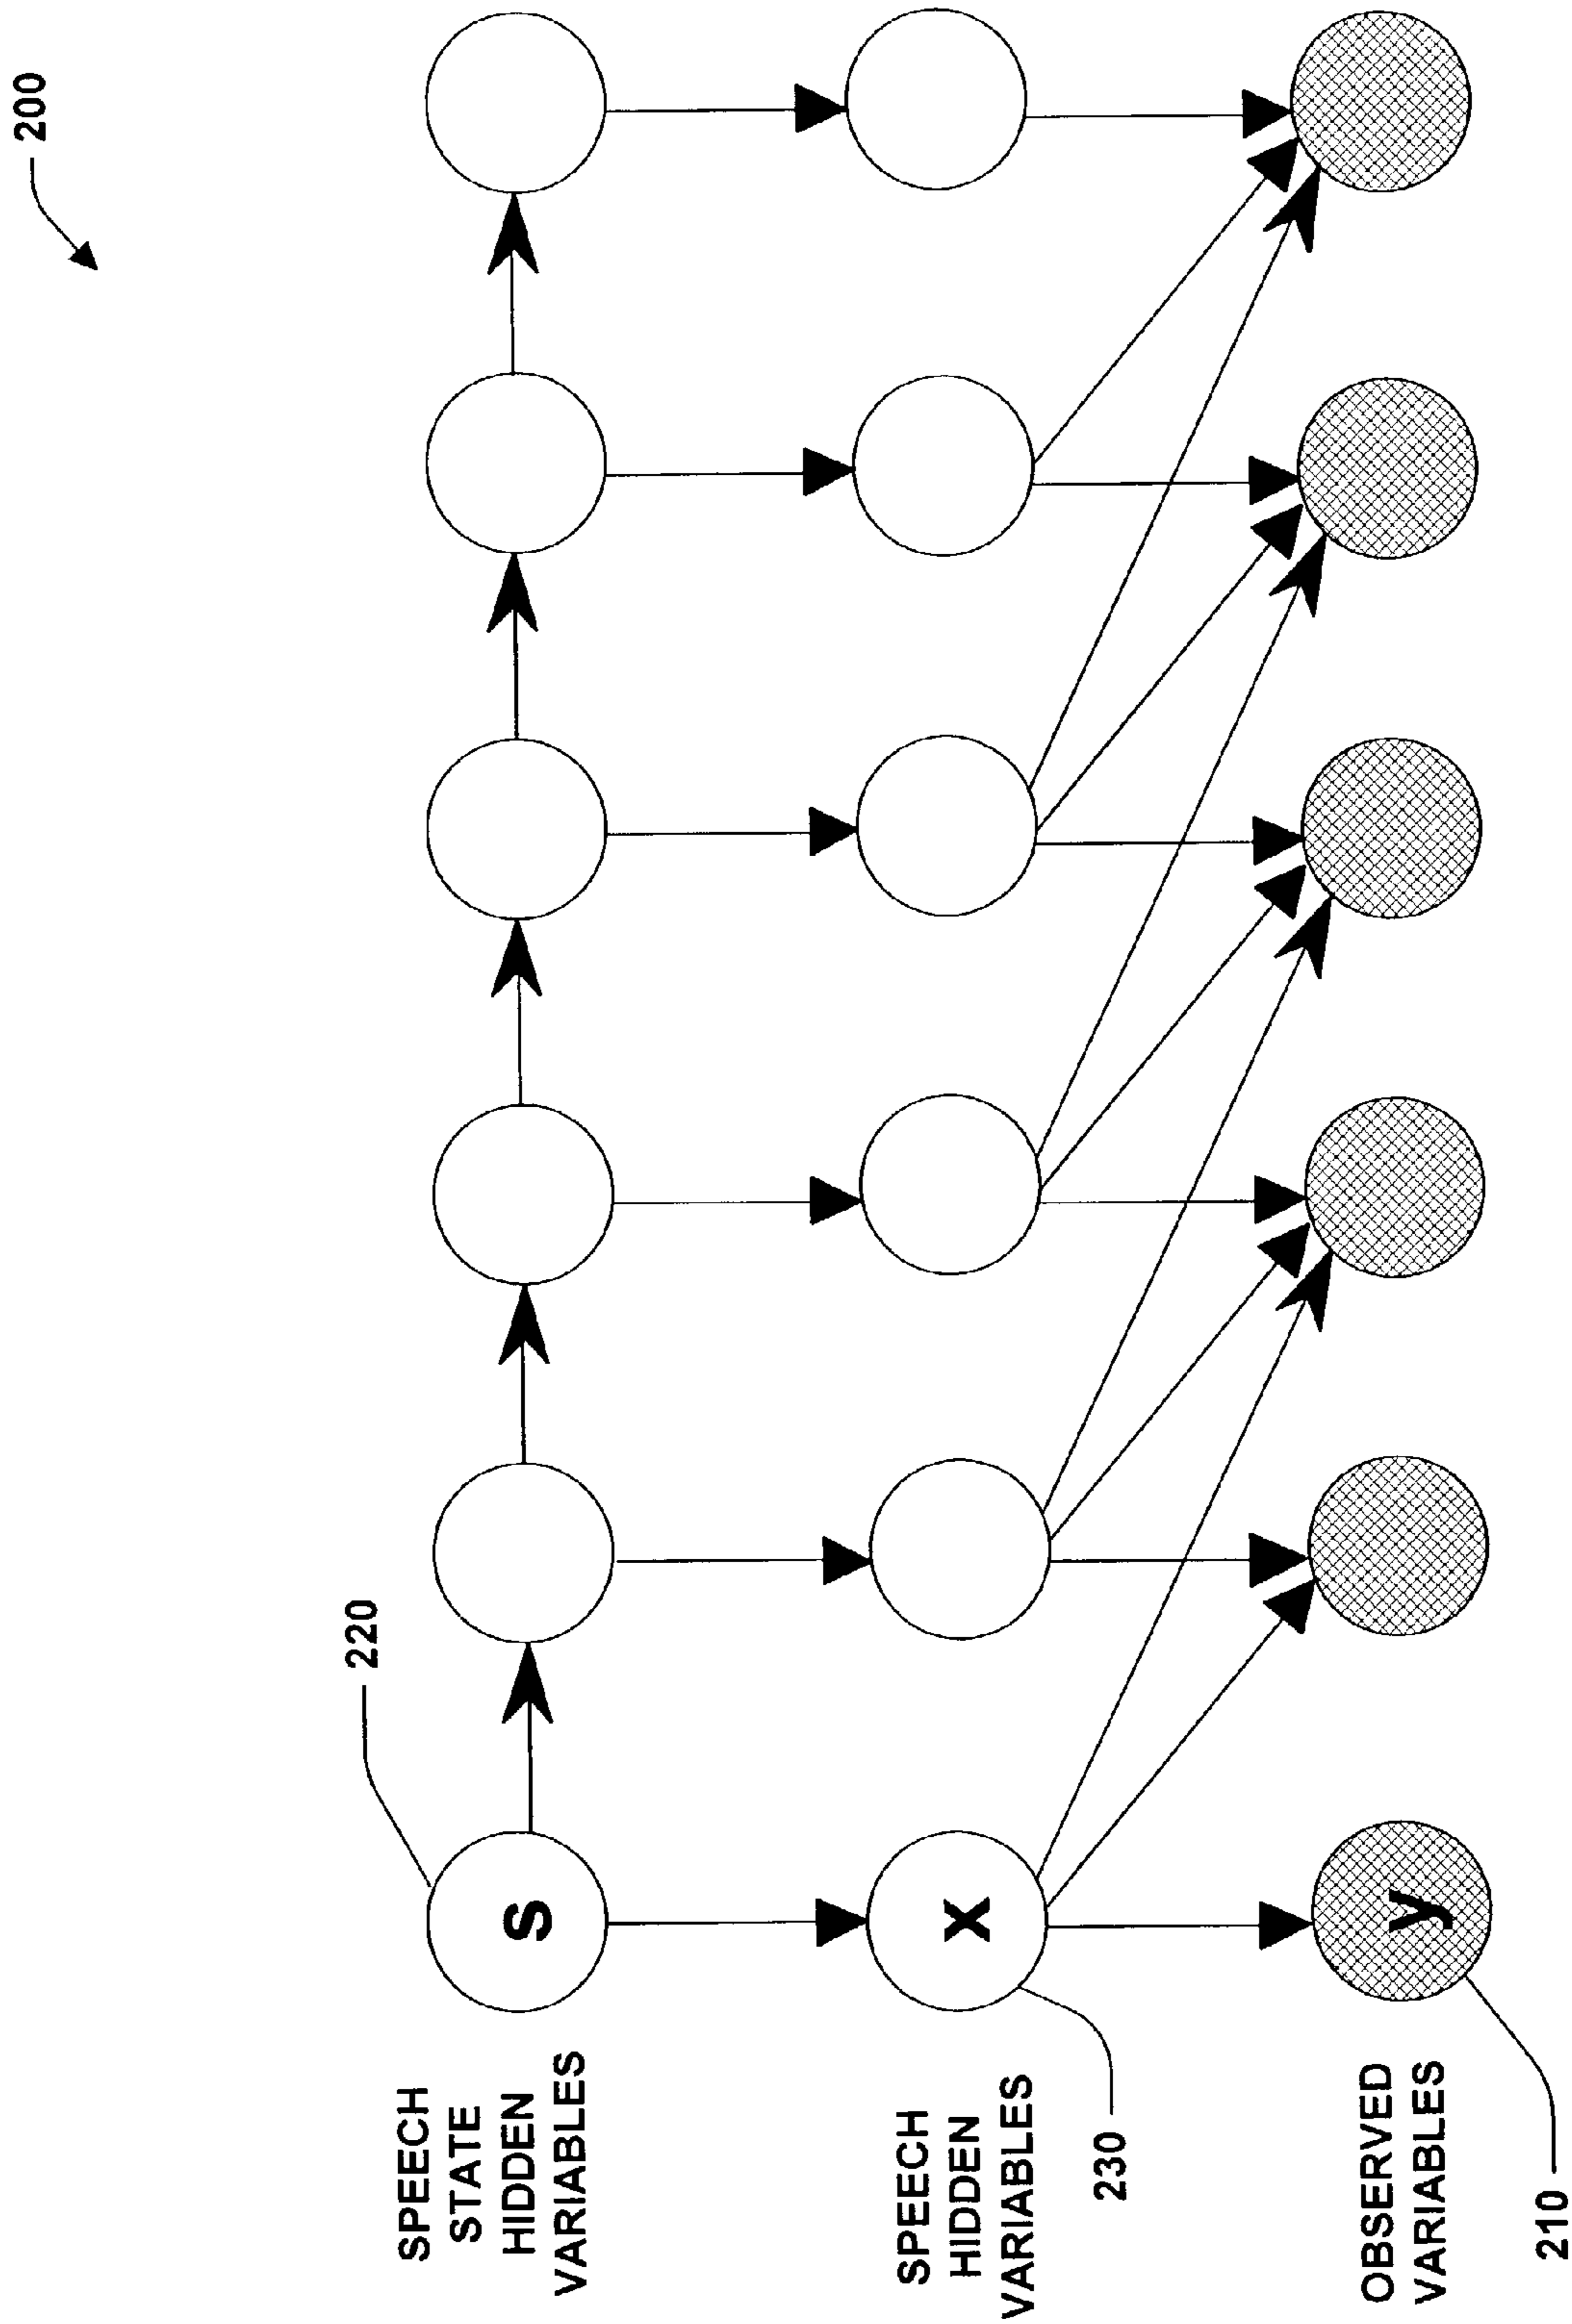 200
220
S
SPEECH
STATE
HIDDEN
VARIABLES
X
SPEECH
HIDDEN
VARIABLES
230
y
OBSERVED
VARIABLES
210